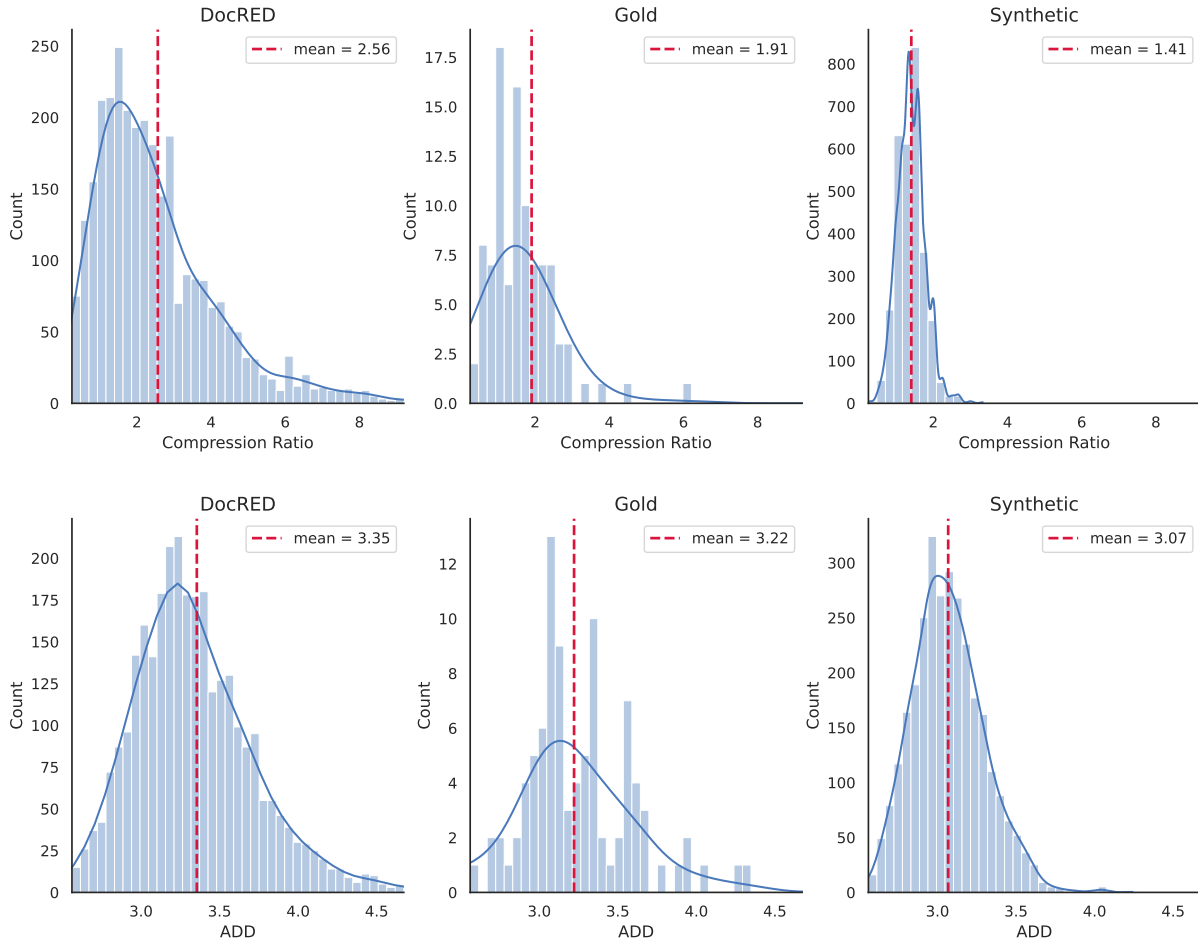 DocRED
Gold
Synthetic
mean = 2.56
mean = 1.91
mean = 1.41
Count
250
200
150
100
50
0
2
4
6
8
Compression Ratio
Count
17.5
15.0
12.5
10.0
7.5
5.0
2.5
0.0
2
4
6
8
Compression Ratio
Count
800
700
600
500
400
300
200
100
0
2
4
6
8
Compression Ratio
DocRED
Gold
Synthetic
mean = 3.35
mean = 3.22
mean = 3.07
Count
200
175
150
125
100
75
50
25
0
3.0
3.5
4.0
4.5
ADD
Count
12
10
8
6
4
2
0
3.0
3.5
4.0
4.5
ADD
Count
300
250
200
150
100
50
0
3.0
3.5
4.0
4.5
ADD